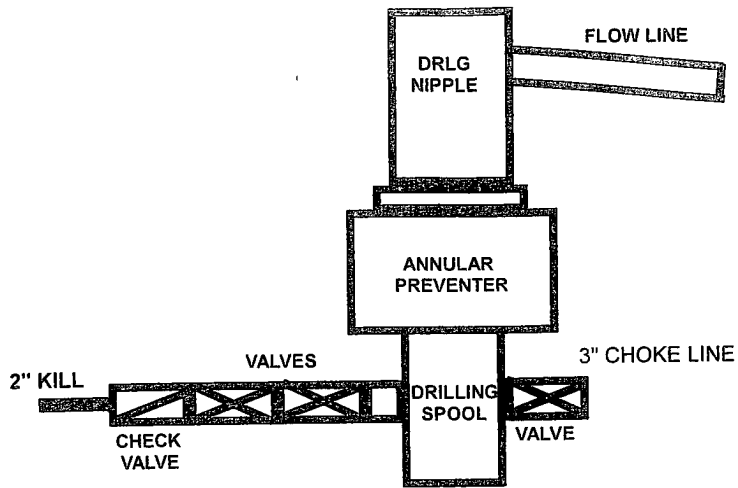 FLOW LINE
DRLG
NIPPLE
ANNULAR
PREVENTER
VALVES
3" CHOKE LINE
2" KILL
DRILLING
SPOOL
CHECK
VALVE
VALVE